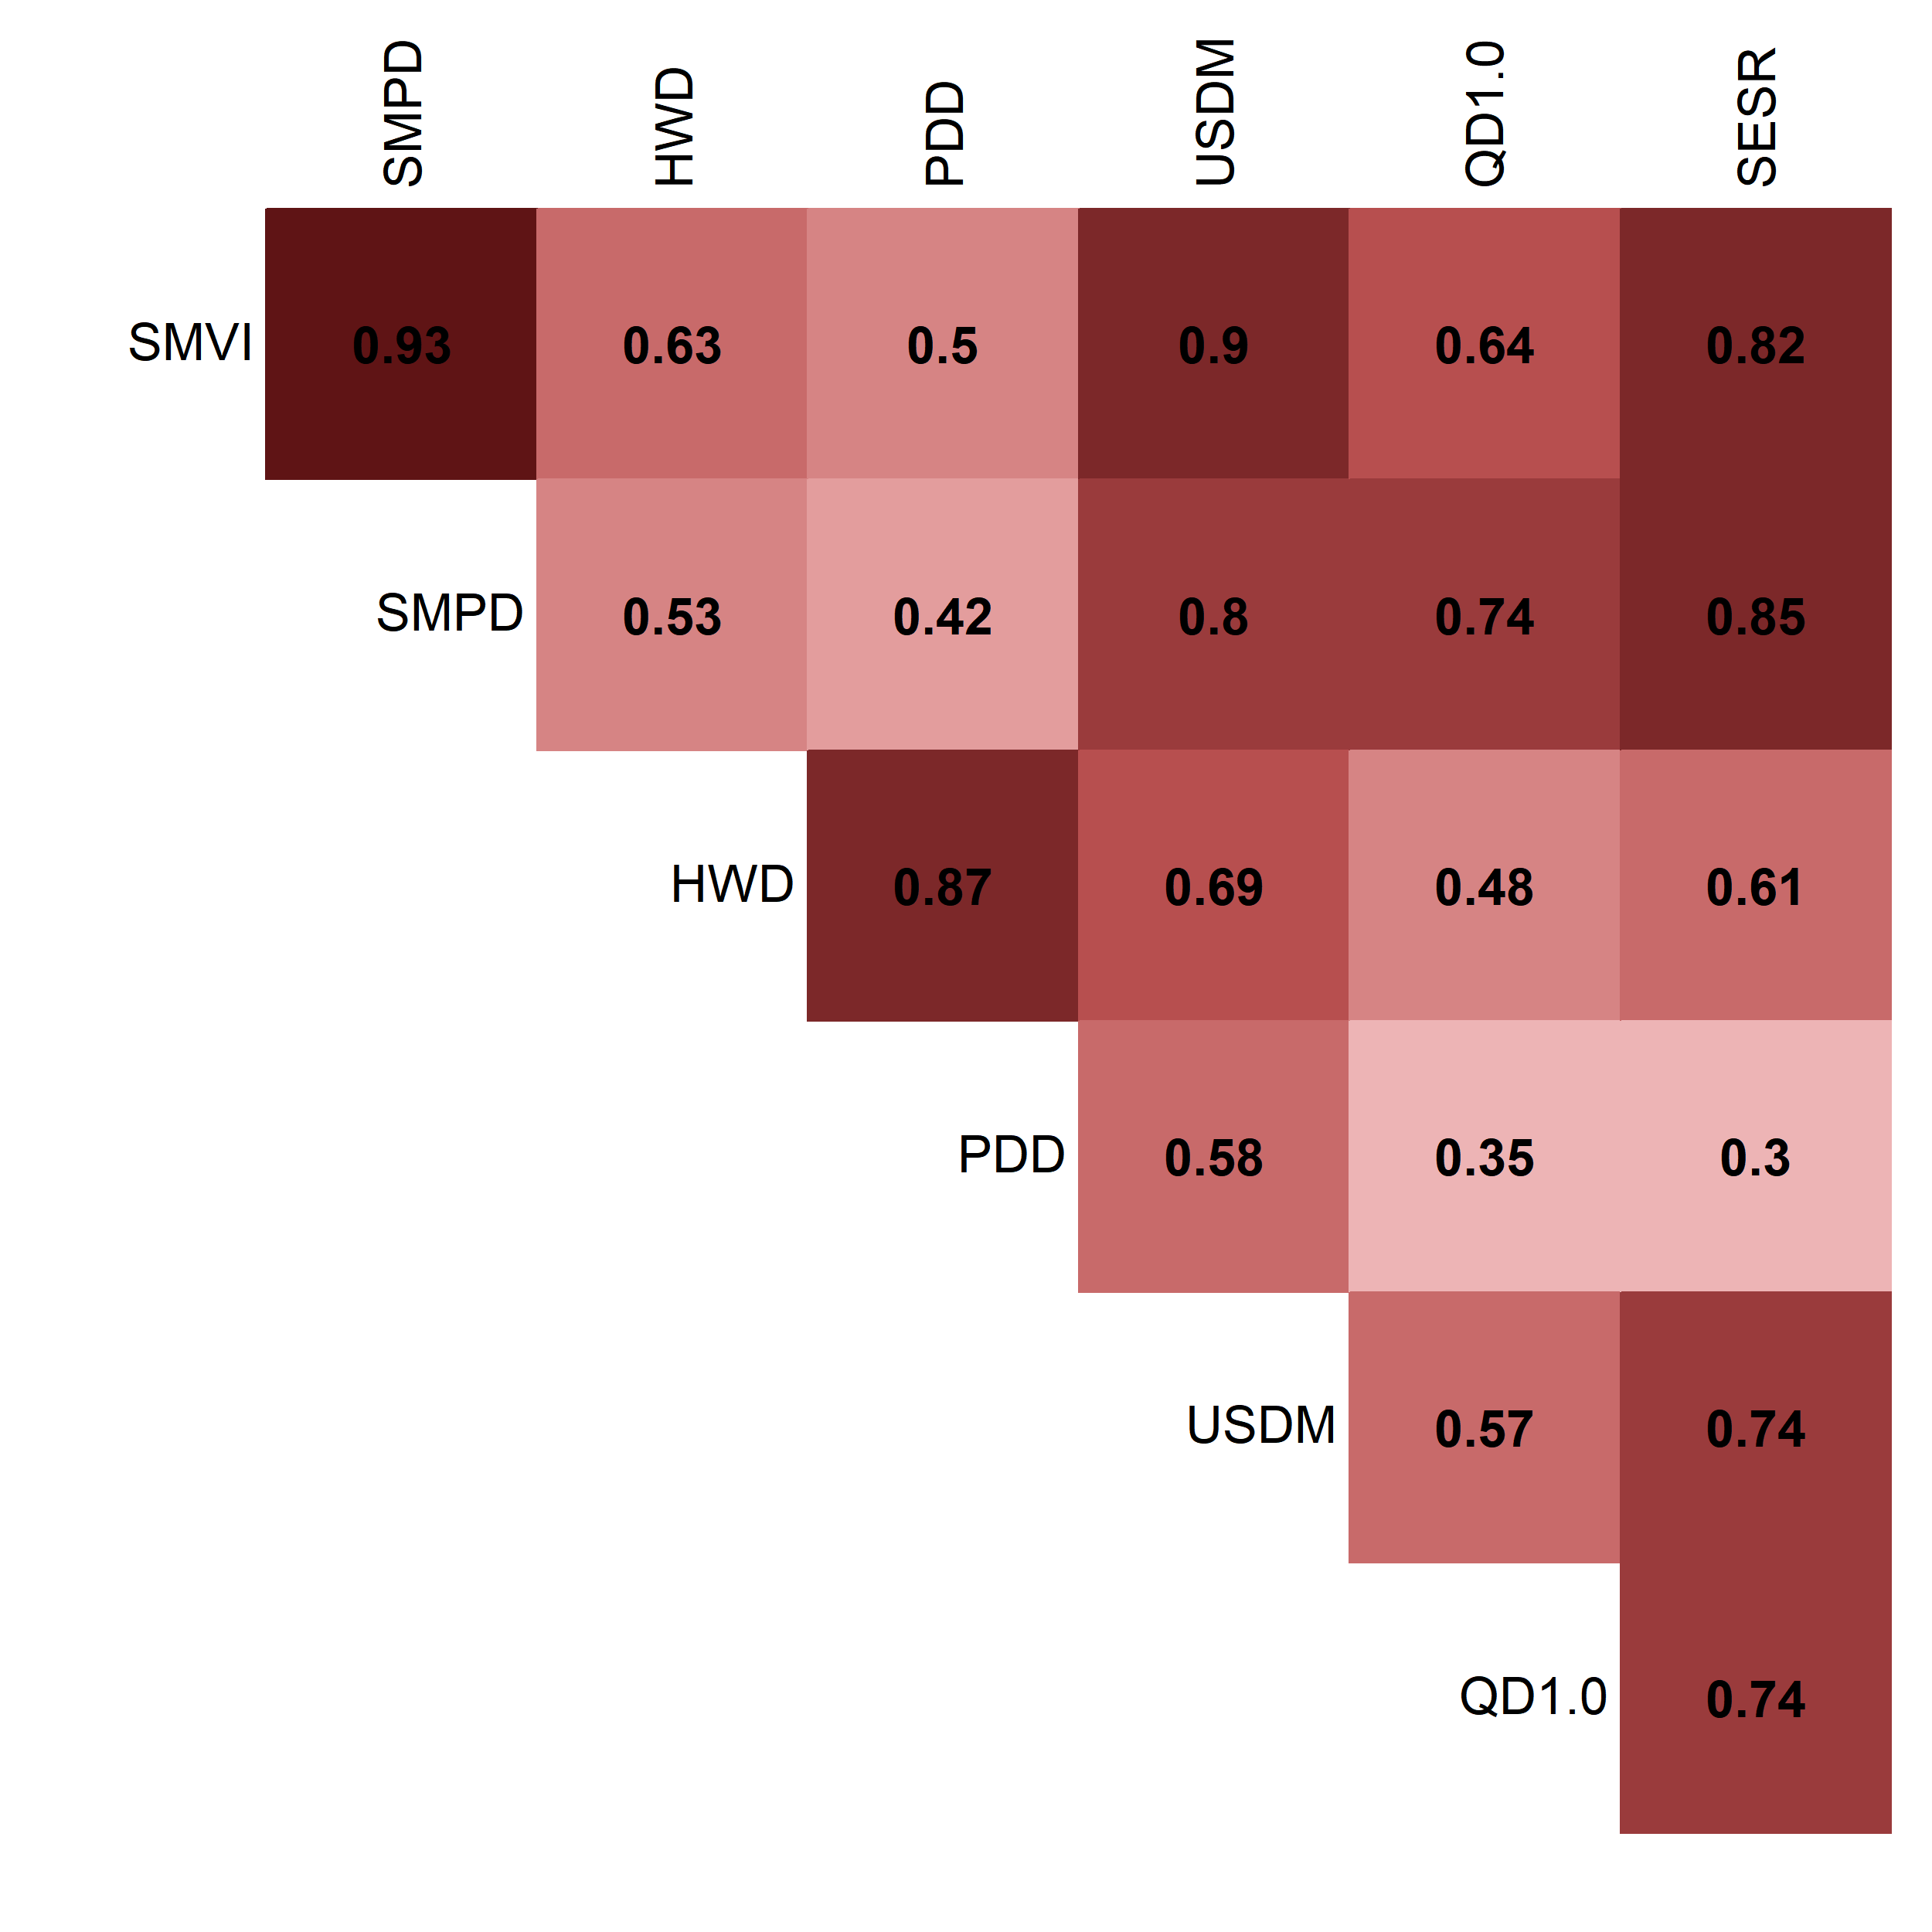 SMPD HWD PDD USDM QD1.0 SESR
SMVI 0.93 0.63 0.5 0.9 0.64 0.82
SMPD 0.53 0.42 0.8 0.74 0.85
HWD 0.87 0.69 0.48 0.61
PDD 0.58 0.35 0.3
USDM 0.57 0.74
QD1.0 0.74